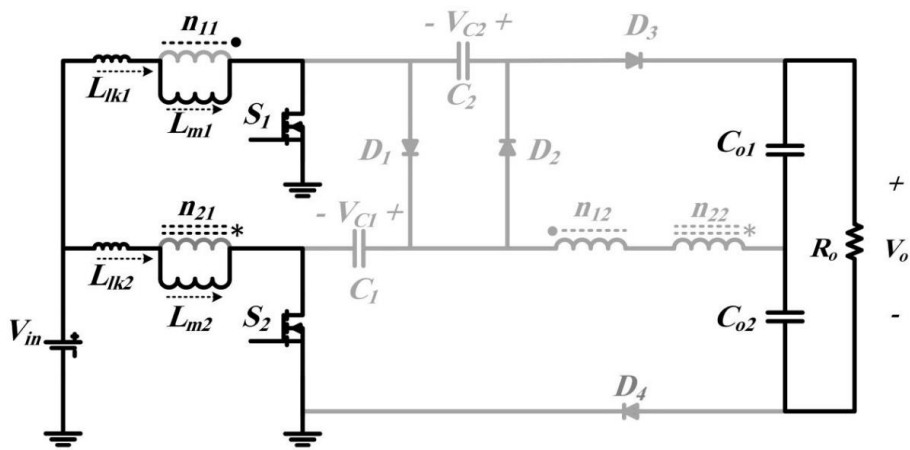 n11
- VC2 +
D3
Llk1
Lm1
S1
C2
D1
D2
Co1
n21
*
- VC1 +
n12
n22
*
+
Ro
Vo
-
Llk2
Lm2
C1
S2
Co2
Vin
+
D4